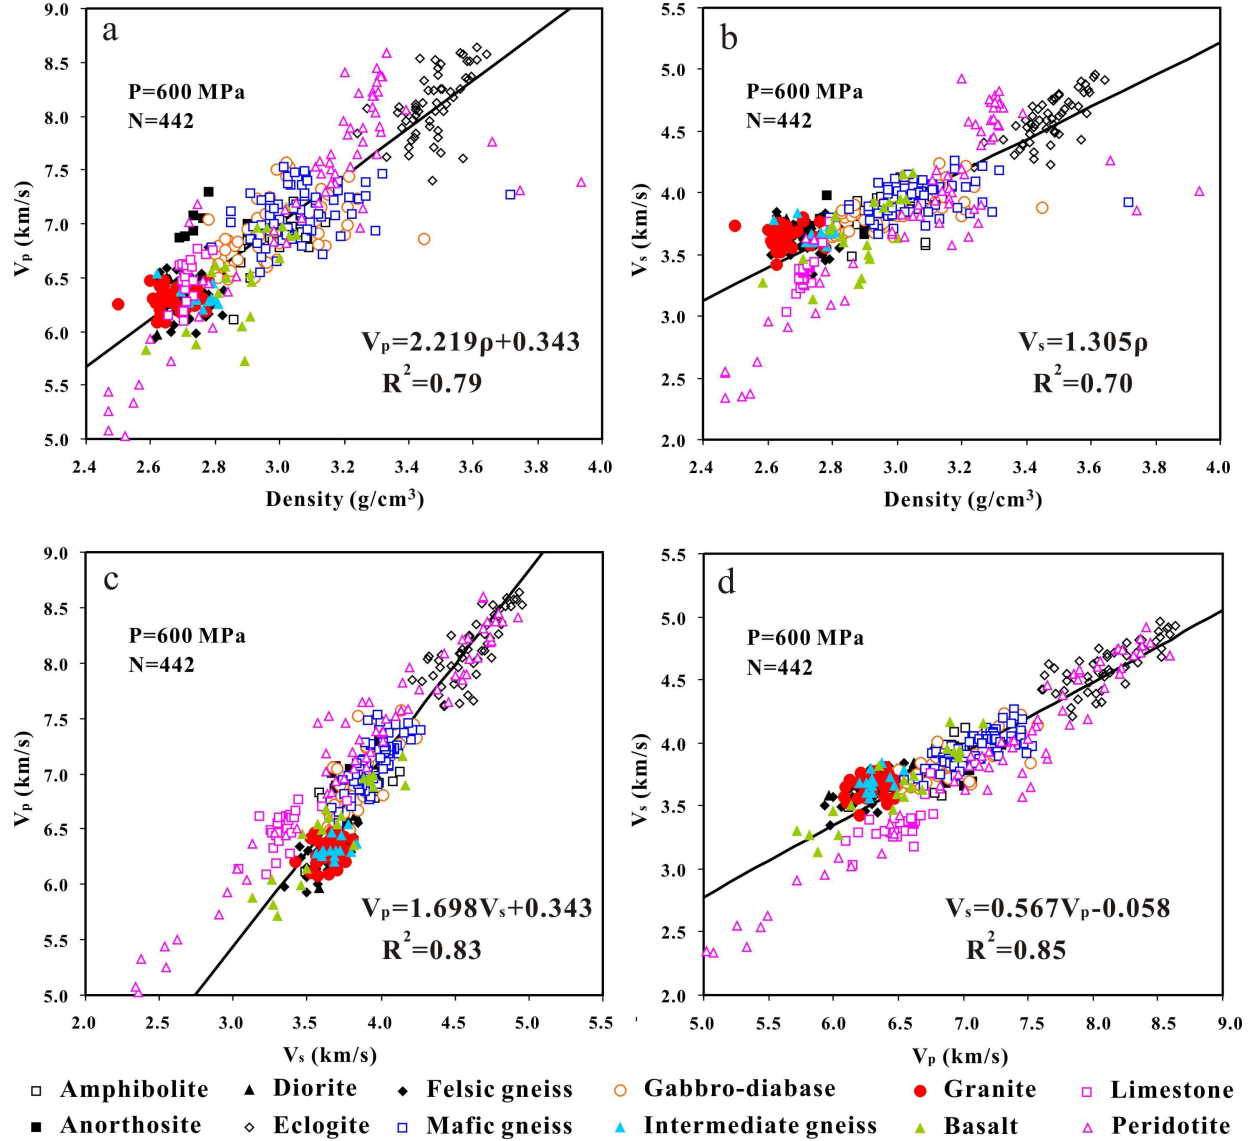 a
P=600 MPa
N=442
Vp=2.219ρ+0.343
R²=0.79
Vp (km/s)
9.0
8.5
8.0
7.5
7.0
6.5
6.0
5.5
5.0
2.4 2.6 2.8 3.0 3.2 3.4 3.6 3.8 4.0
Density (g/cm³)
b
P=600 MPa
N=442
Vs=1.305ρ
R²=0.70
Vs (km/s)
5.5
5.0
4.5
4.0
3.5
3.0
2.5
2.0
2.4 2.6 2.8 3.0 3.2 3.4 3.6 3.8 4.0
Density (g/cm³)
c
P=600 MPa
N=442
Vp=1.698Vs+0.343
R²=0.83
Vp (km/s)
9.0
8.5
8.0
7.5
7.0
6.5
6.0
5.5
5.0
2.0 2.5 3.0 3.5 4.0 4.5 5.0 5.5
Vs (km/s)
d
P=600 MPa
N=442
Vs=0.567Vp-0.058
R²=0.85
Vs (km/s)
5.5
5.0
4.5
4.0
3.5
3.0
2.5
2.0
5.0 5.5 6.0 6.5 7.0 7.5 8.0 8.5 9.0
Vp (km/s)
Amphibolite Diorite Felsic gneiss Gabbro-diabase Granite Limestone
Anorthosite Eclogite Mafic gneiss Intermediate gneiss Basalt Peridotite